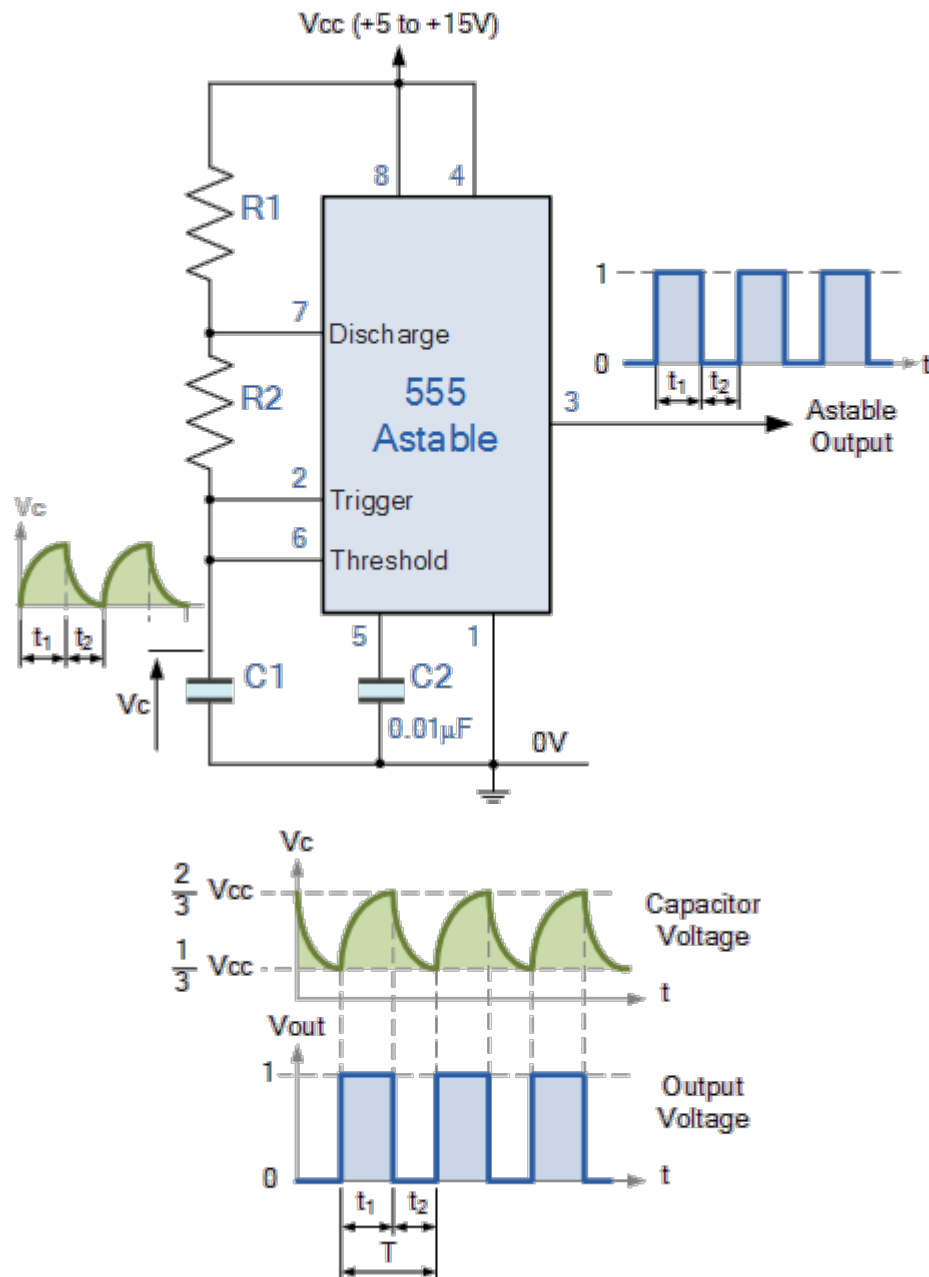 Vcc (+5 to +15V)
8
4
R1
7
Discharge
R2
555
Astable
3
1
0
t₁
t₂
t
Astable
Output
2
Trigger
6
Threshold
Vc
t₁
t₂
Vc
C1
5
1
C2
0.01µF
0V
Vc
2/3 Vcc
1/3 Vcc
t
Capacitor
Voltage
Vout
1
0
t
Output
Voltage
t₁
t₂
T